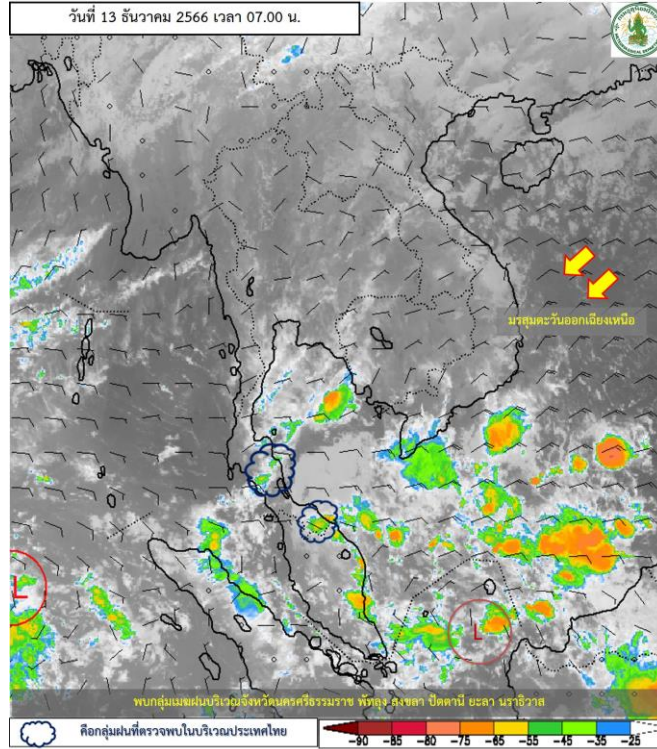 วันที่ 13 ธันวาคม 2566 เวลา 07.00 น.
มรสุมตะวันออกเฉียงเหนือ
L
L
พบกลุ่มเมฆฝนบริเวณจังหวัดนครศรีธรรมราช พัทลุง สงขลา ปัตตานี ยะลา นราธิวาส
คือกลุ่มฝนที่ตรวจพบในบริเวณประเทศไทย
-90 -85 -80 -75 -65 -55 -45 -35 -25